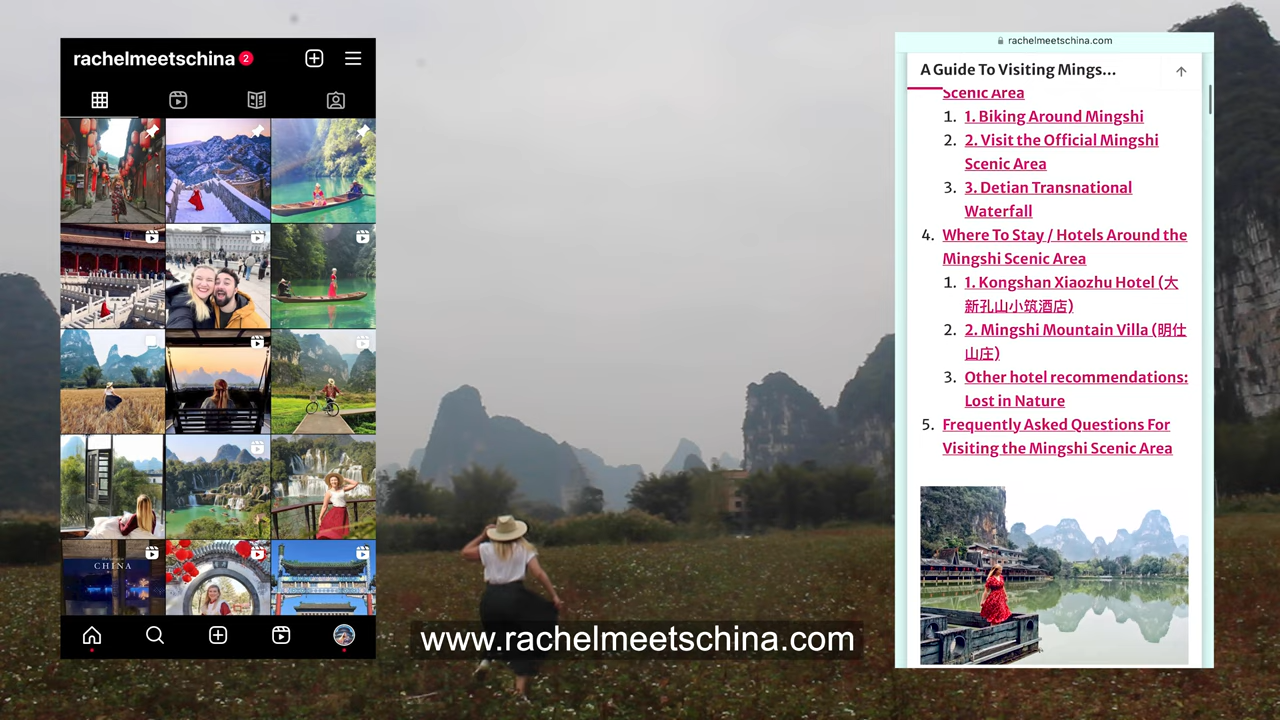 rachelmeetschina 2
CHINA
www.rachelmeetschina.com
rachelmeetschina.com
A Guide To Visiting Mings…
Scenic Area
1. 1. Biking Around Mingshi
2. 2. Visit the Official Mingshi
Scenic Area
3. 3. Detian Transnational
Waterfall
4. Where To Stay / Hotels Around the
Mingshi Scenic Area
1. 1. Kongshan Xiaozhu Hotel (大
新孔山小筑酒店)
2. 2. Mingshi Mountain Villa (明仕
山庄)
3. Other hotel recommendations:
Lost in Nature
5. Frequently Asked Questions For
Visiting the Mingshi Scenic Area